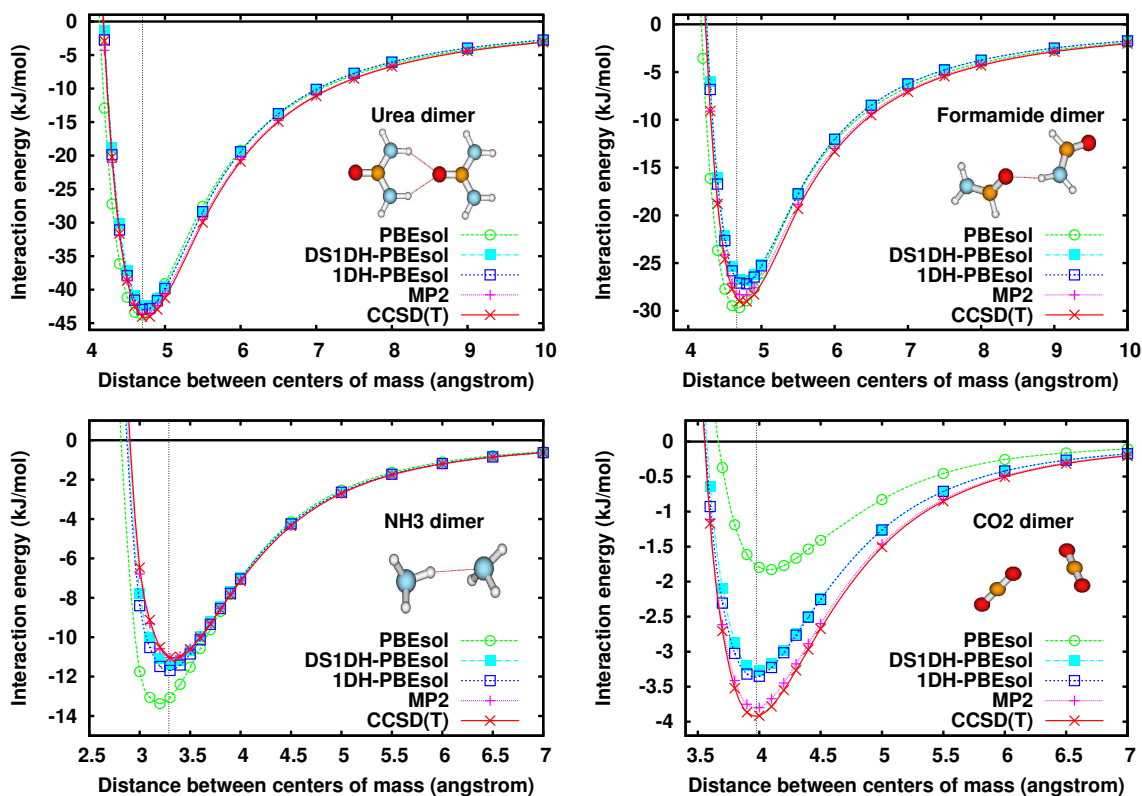 0
-5
-10
-15
-20
-25
-30
-35
-40
-45
4 5 6 7 8 9 10
Interaction energy (kJ/mol)
Distance between centers of mass (angstrom)
Urea dimer
PBEsol
DS1DH-PBEsol
1DH-PBEsol
MP2
CCSD(T)
0
-5
-10
-15
-20
-25
-30
4 5 6 7 8 9 10
Interaction energy (kJ/mol)
Distance between centers of mass (angstrom)
Formamide dimer
PBEsol
DS1DH-PBEsol
1DH-PBEsol
MP2
CCSD(T)
0
-2
-4
-6
-8
-10
-12
-14
2.5 3 3.5 4 4.5 5 5.5 6 6.5 7
Interaction energy (kJ/mol)
Distance between centers of mass (angstrom)
NH3 dimer
PBEsol
DS1DH-PBEsol
1DH-PBEsol
MP2
CCSD(T)
0
-0.5
-1
-1.5
-2
-2.5
-3
-3.5
-4
3.5 4 4.5 5 5.5 6 6.5 7
Interaction energy (kJ/mol)
Distance between centers of mass (angstrom)
CO2 dimer
PBEsol
DS1DH-PBEsol
1DH-PBEsol
MP2
CCSD(T)